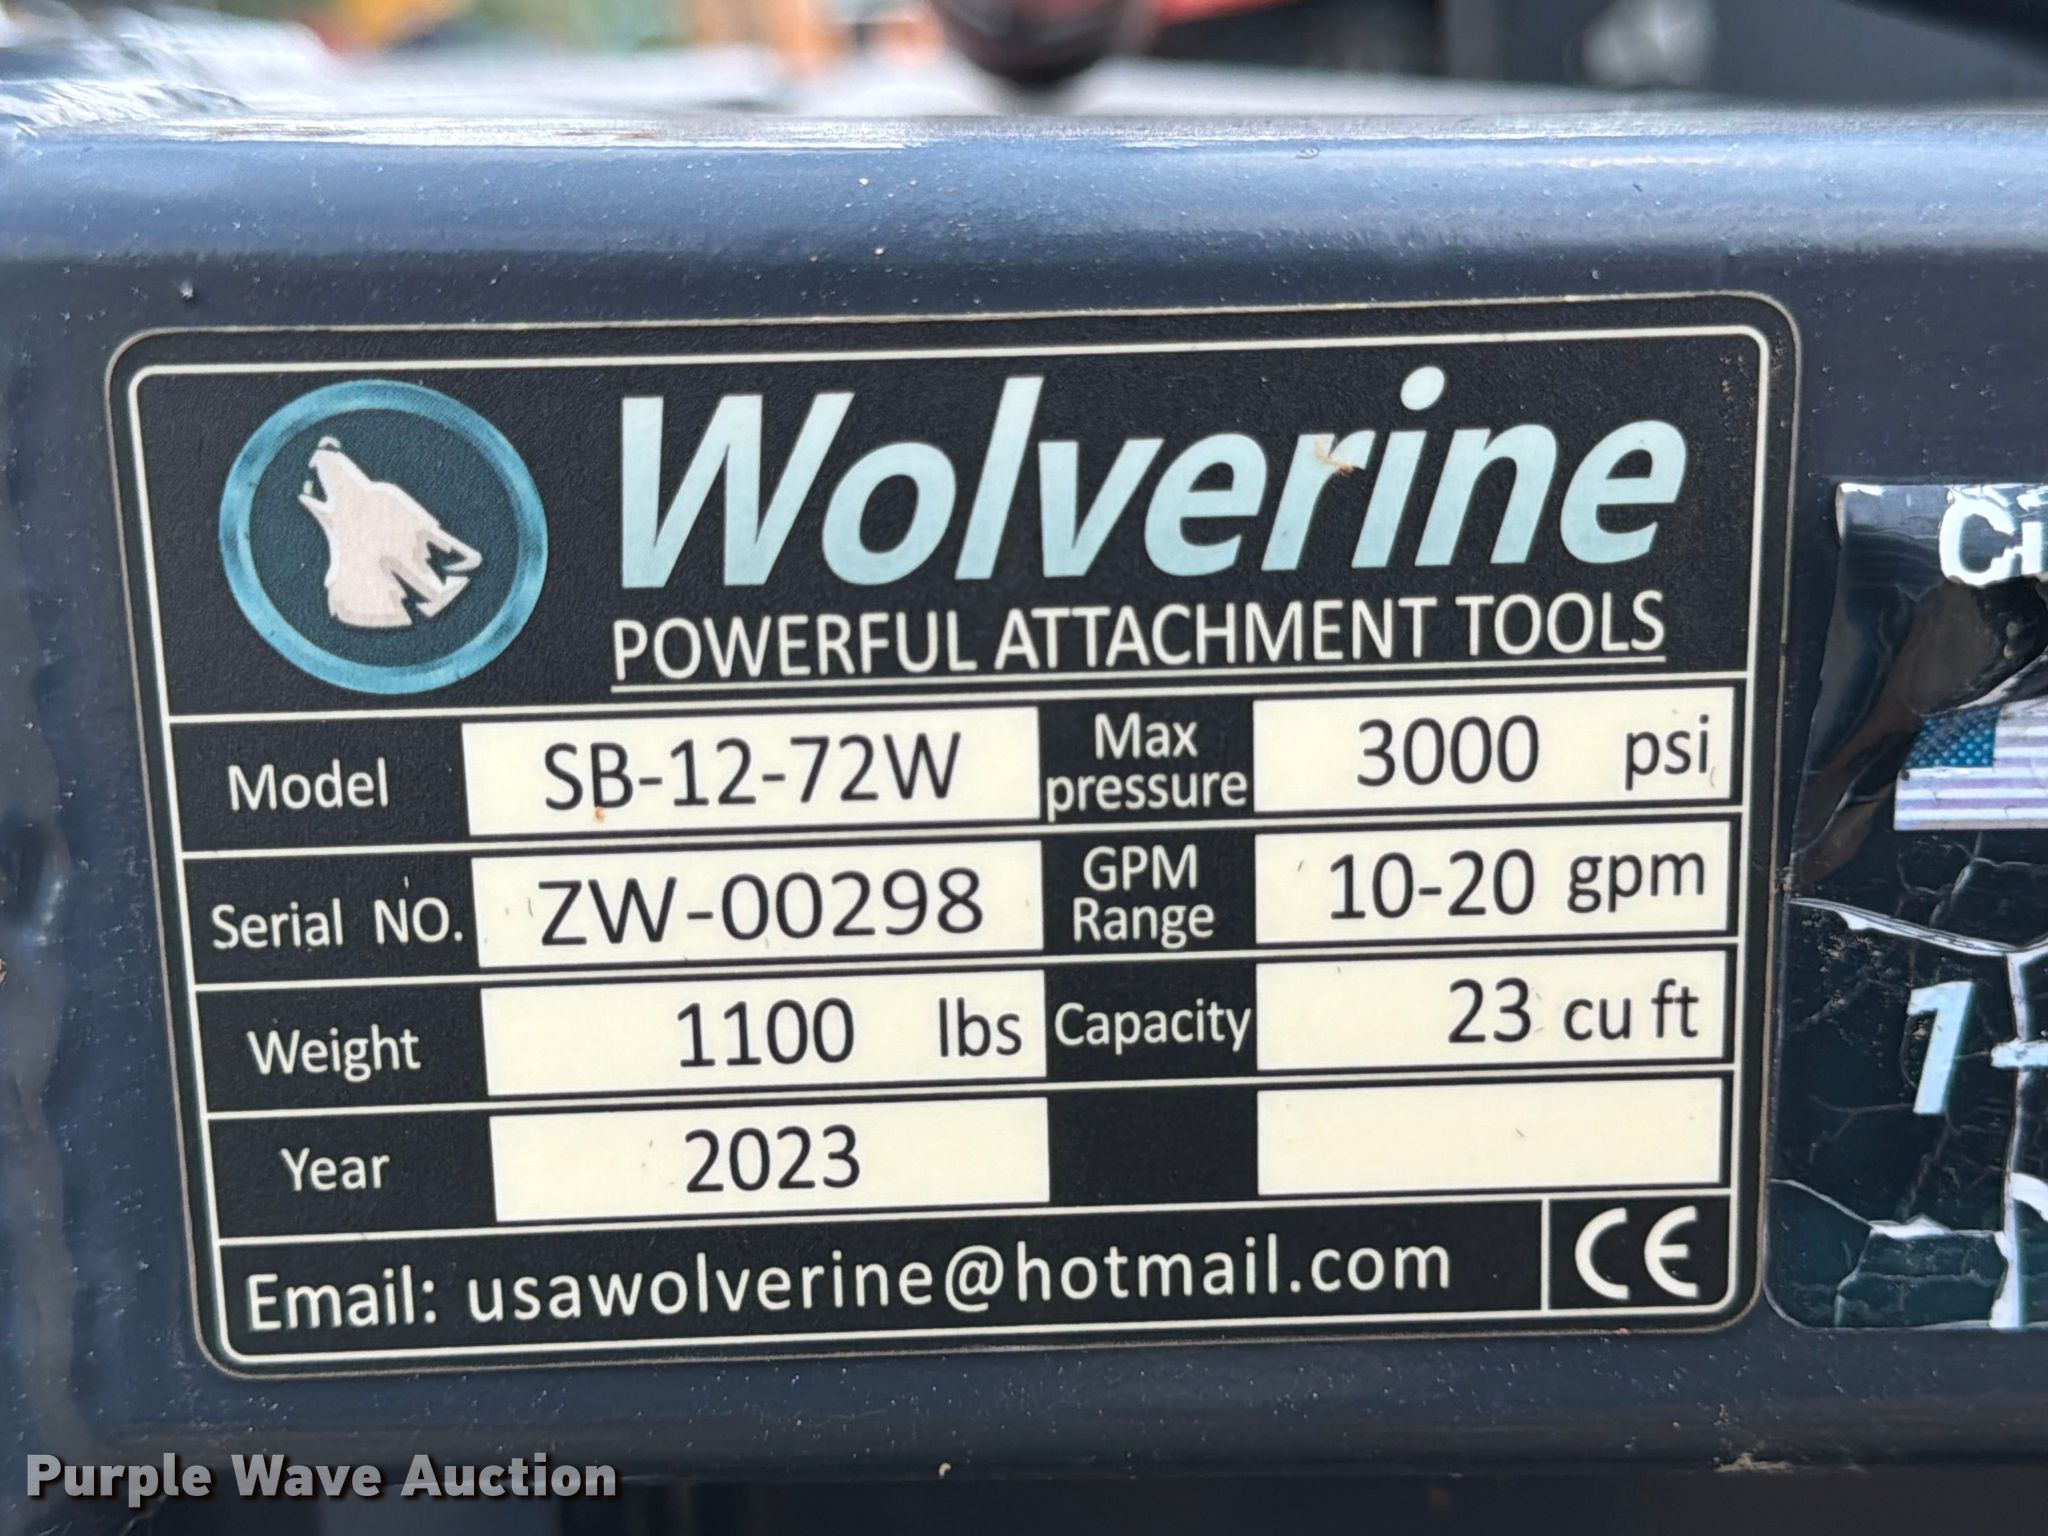 Wolverine
POWERFUL ATTACHMENT TOOLS
Model SB-12-72W Max pressure 3000 psi
Serial NO. ZW-00298 GPM Range 10-20 gpm
Weight 1100 lbs Capacity 23 cu ft
Year 2023
Email: usawolverine@hotmail.com CE
1-
Purple Wave Auction